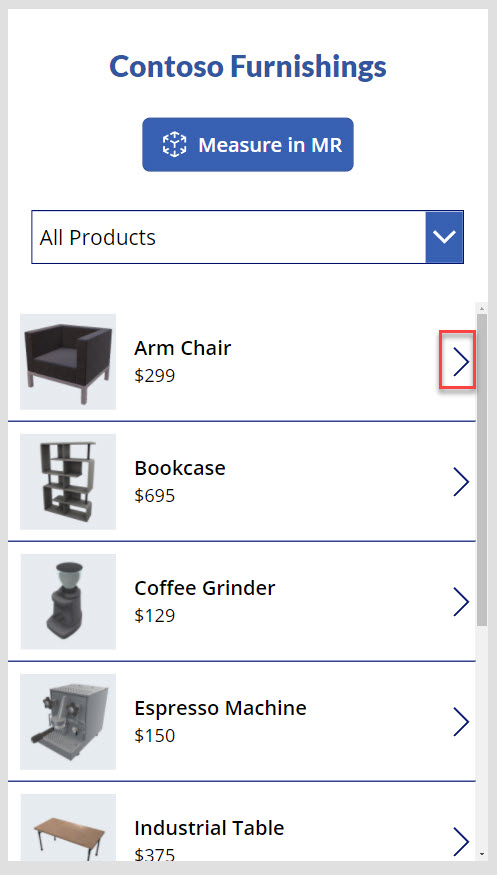 Contoso Furnishings
Measure in MR
All Products
Arm Chair
$299
Bookcase
$695
Coffee Grinder
$129
Espresso Machine
$150
Industrial Table
$375